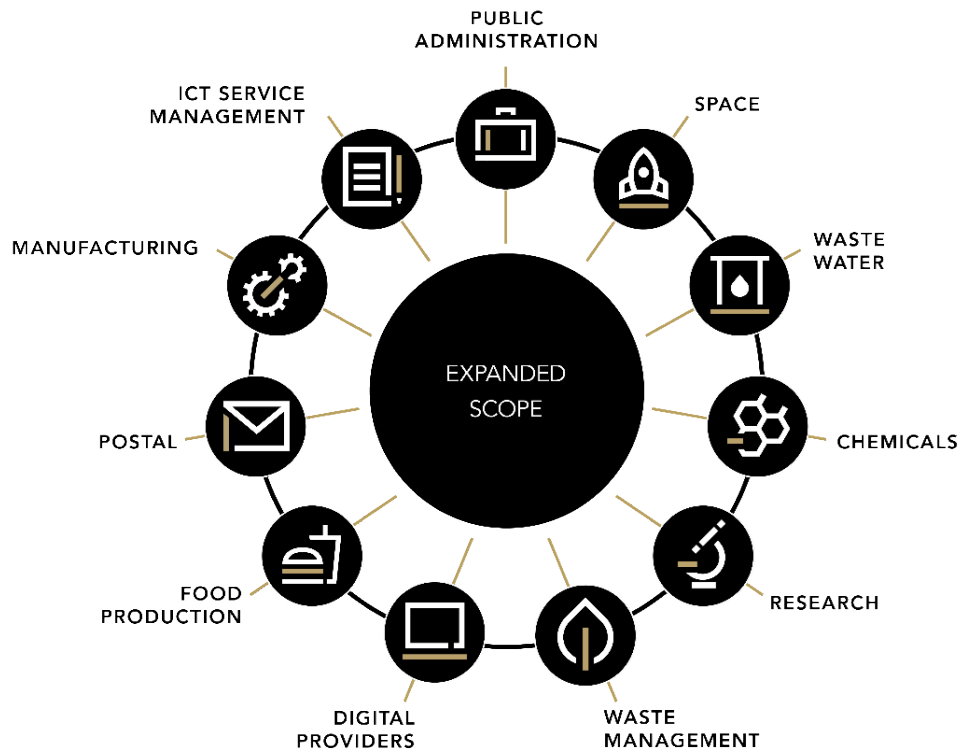 PUBLIC
ADMINISTRATION
SPACE
WASTE
WATER
CHEMICALS
RESEARCH
WASTE
MANAGEMENT
DIGITAL
PROVIDERS
FOOD
PRODUCTION
POSTAL
MANUFACTURING
ICT SERVICE
MANAGEMENT
EXPANDED
SCOPE